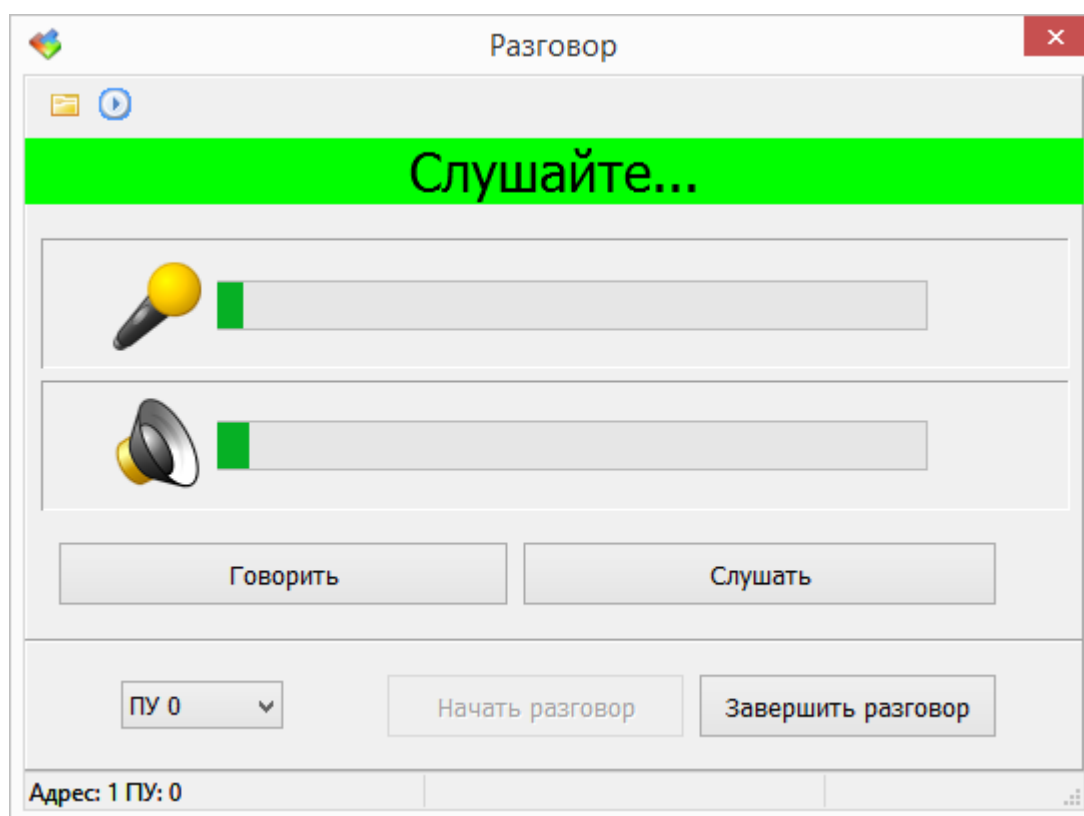 Разговор
Слушайте...
Говорить
Слушать
ПУ 0
Начать разговор
Завершить разговор
Адрес: 1 ПУ: 0